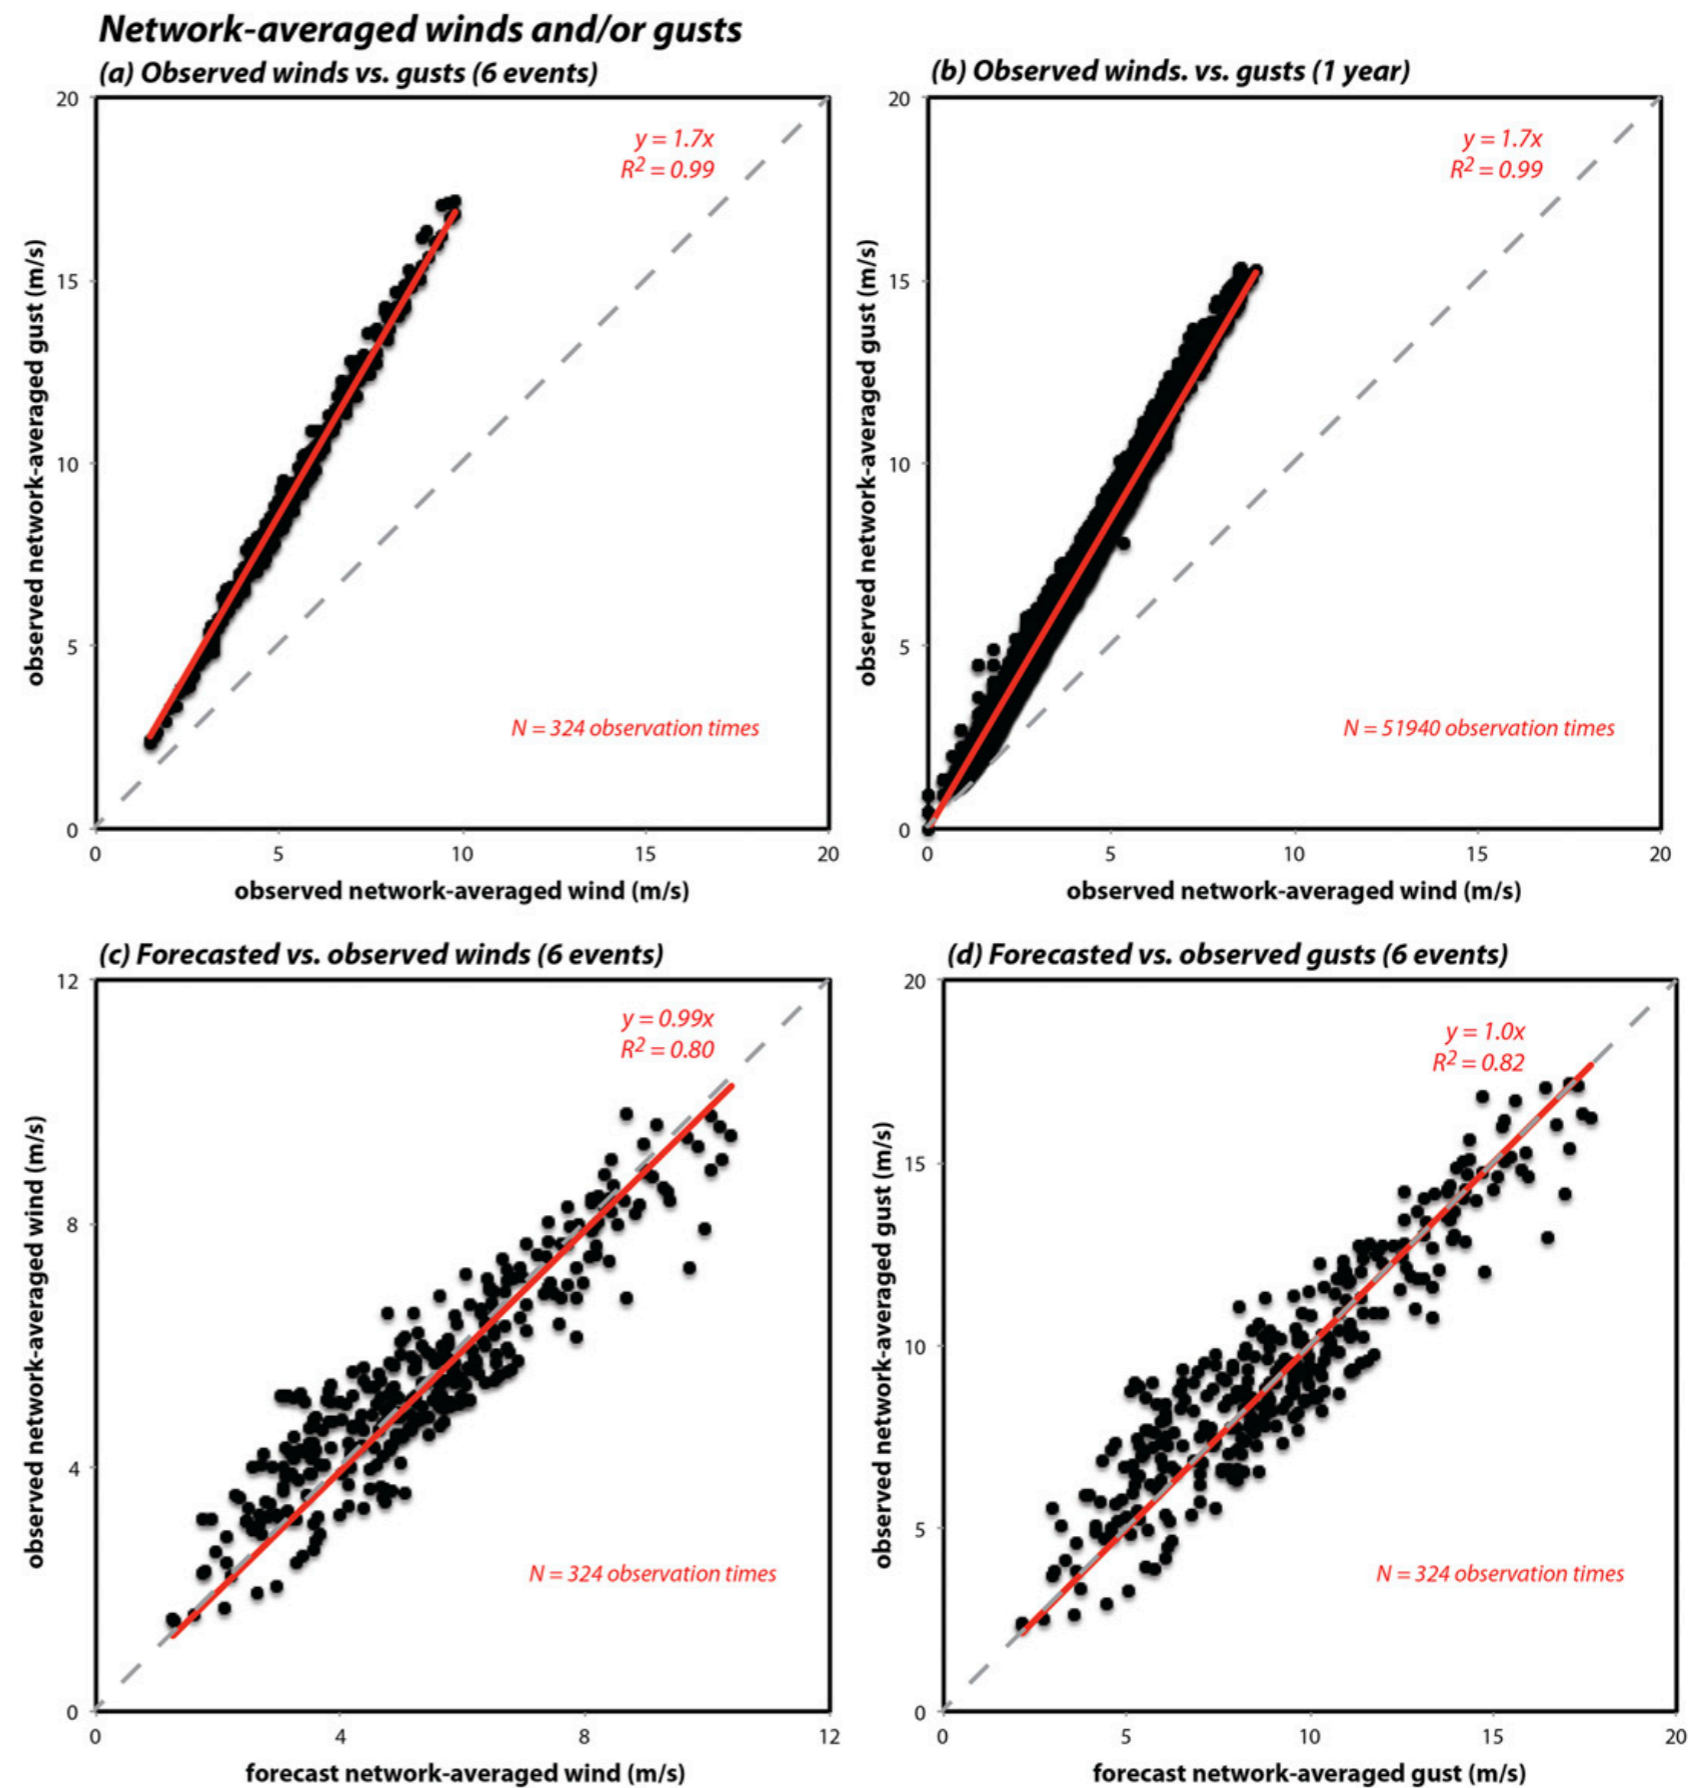 Network-averaged winds and/or gusts
(a) Observed winds vs. gusts (6 events)
20
15
10
5
0
0 5 10 15 20
y = 1.7x
R² = 0.99
N = 324 observation times
observed network-averaged gust (m/s)
observed network-averaged wind (m/s)
(b) Observed winds. vs. gusts (1 year)
20
15
10
5
0
0 5 10 15 20
y = 1.7x
R² = 0.99
N = 51940 observation times
observed network-averaged gust (m/s)
observed network-averaged wind (m/s)
(c) Forecasted vs. observed winds (6 events)
12
8
4
0
0 4 8 12
y = 0.99x
R² = 0.80
N = 324 observation times
observed network-averaged wind (m/s)
forecast network-averaged wind (m/s)
(d) Forecasted vs. observed gusts (6 events)
20
15
10
5
0
0 5 10 15 20
y = 1.0x
R² = 0.82
N = 324 observation times
observed network-averaged gust (m/s)
forecast network-averaged gust (m/s)